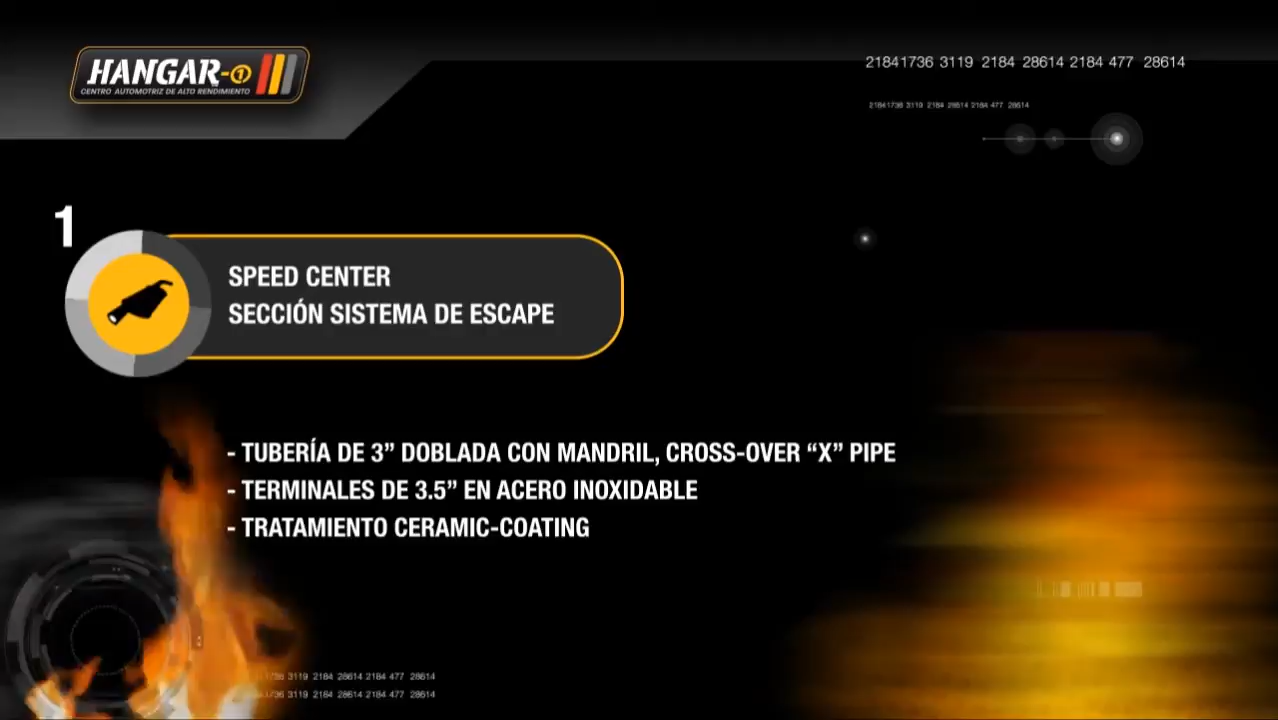 HANGAR-1
CENTRO AUTOMOTRIZ DE ALTO RENDIMIENTO
21841736 3119 2184 28614 2184 477 28614
21841736 3119 2184 28614 2184 477 28614
1
SPEED CENTER
SECCIÓN SISTEMA DE ESCAPE
- TUBERÍA DE 3” DOBLADA CON MANDRIL, CROSS-OVER “X” PIPE
- TERMINALES DE 3.5” EN ACERO INOXIDABLE
- TRATAMIENTO CERAMIC-COATING
3119 2184 28614 2184 477 28614
3119 2184 28614 2184 477 28614